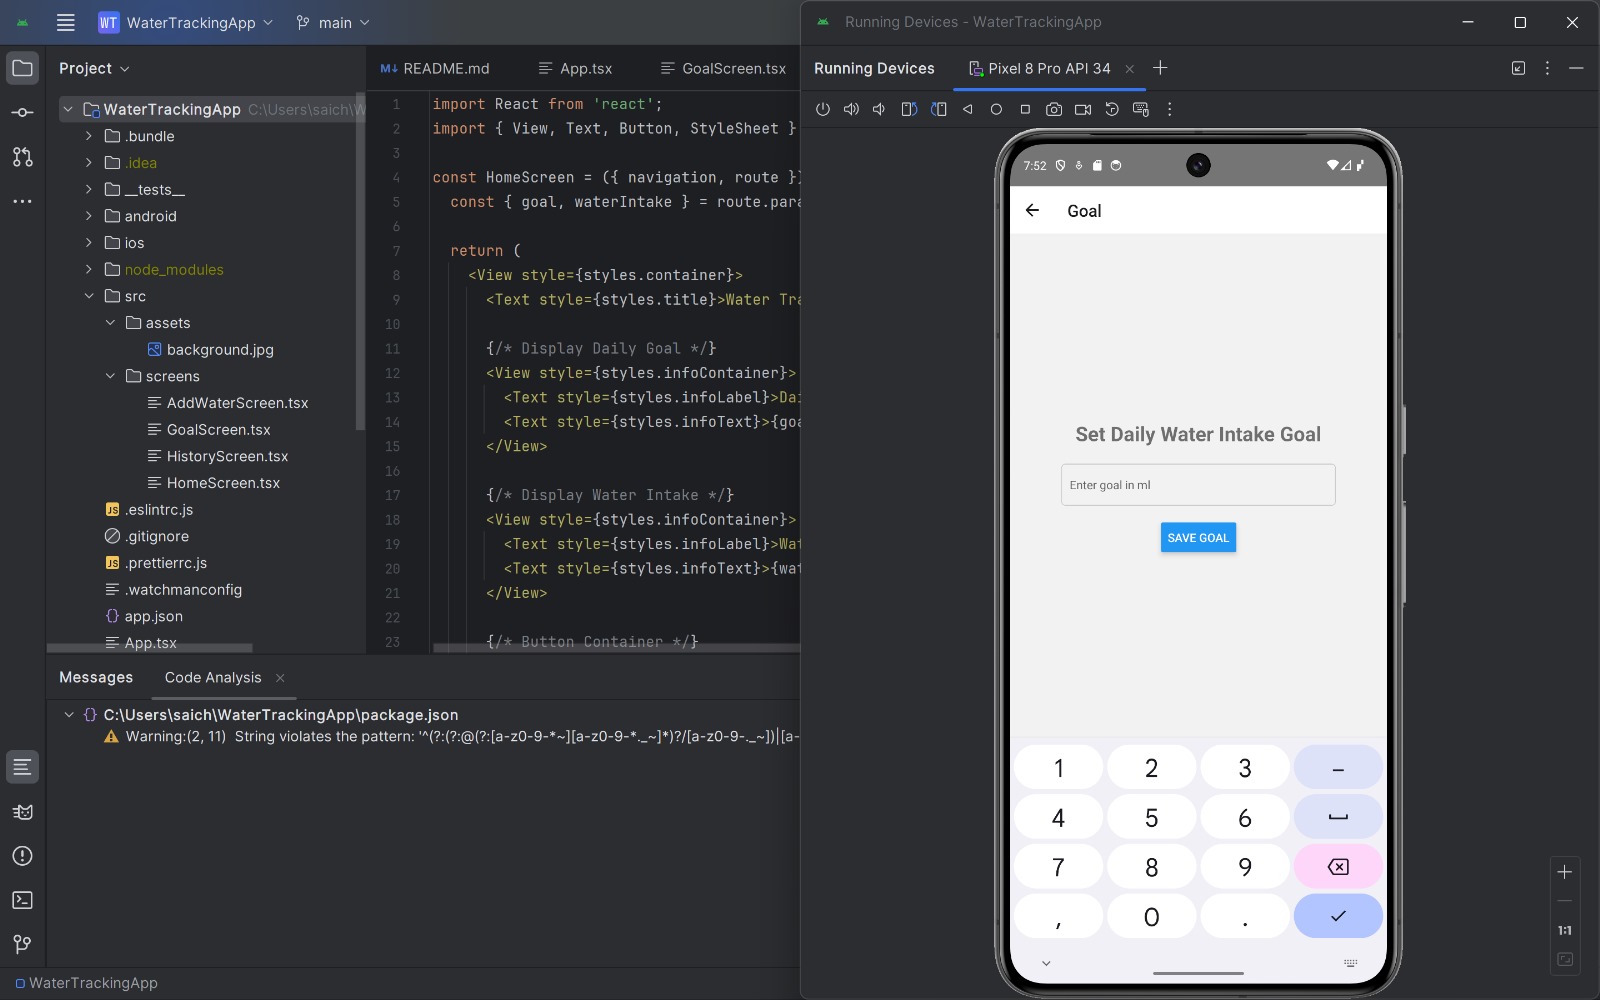 WT WaterTrackingApp main
Running Devices - WaterTrackingApp
Project
README.md App.tsx GoalScreen.tsx
Running Devices Pixel 8 Pro API 34
WaterTrackingApp C:\Users\saich\W
.bundle
.idea
__tests__
android
ios
node_modules
src
assets
background.jpg
screens
AddWaterScreen.tsx
GoalScreen.tsx
HistoryScreen.tsx
HomeScreen.tsx
JS .eslintrc.js
.gitignore
JS .prettierrc.js
.watchmanconfig
{} app.json
App.tsx
1 import React from 'react';
2 import { View, Text, Button, StyleSheet }
3
4 const HomeScreen = ({ navigation, route })
5 const { goal, waterIntake } = route.para
6
7 return (
8 <View style={styles.container}>
9 <Text style={styles.title}>Water Tra
10
11 {/* Display Daily Goal */}
12 <View style={styles.infoContainer}>
13 <Text style={styles.infoLabel}>Dai
14 <Text style={styles.infoText}>{goa
15 </View>
16
17 {/* Display Water Intake */}
18 <View style={styles.infoContainer}>
19 <Text style={styles.infoLabel}>Wat
20 <Text style={styles.infoText}>{wat
21 </View>
22
23 {/* Button Container */}
Messages Code Analysis
{} C:\Users\saich\WaterTrackingApp\package.json
Warning:(2, 11) String violates the pattern: '^(?:(?:@(?:[a-z0-9-*~][a-z0-9-*._~]*)?/[a-z0-9-._~])|[a-
WaterTrackingApp
7:52
Goal
Set Daily Water Intake Goal
Enter goal in ml
SAVE GOAL
1 2 3 –
4 5 6
7 8 9
, 0 .
1:1